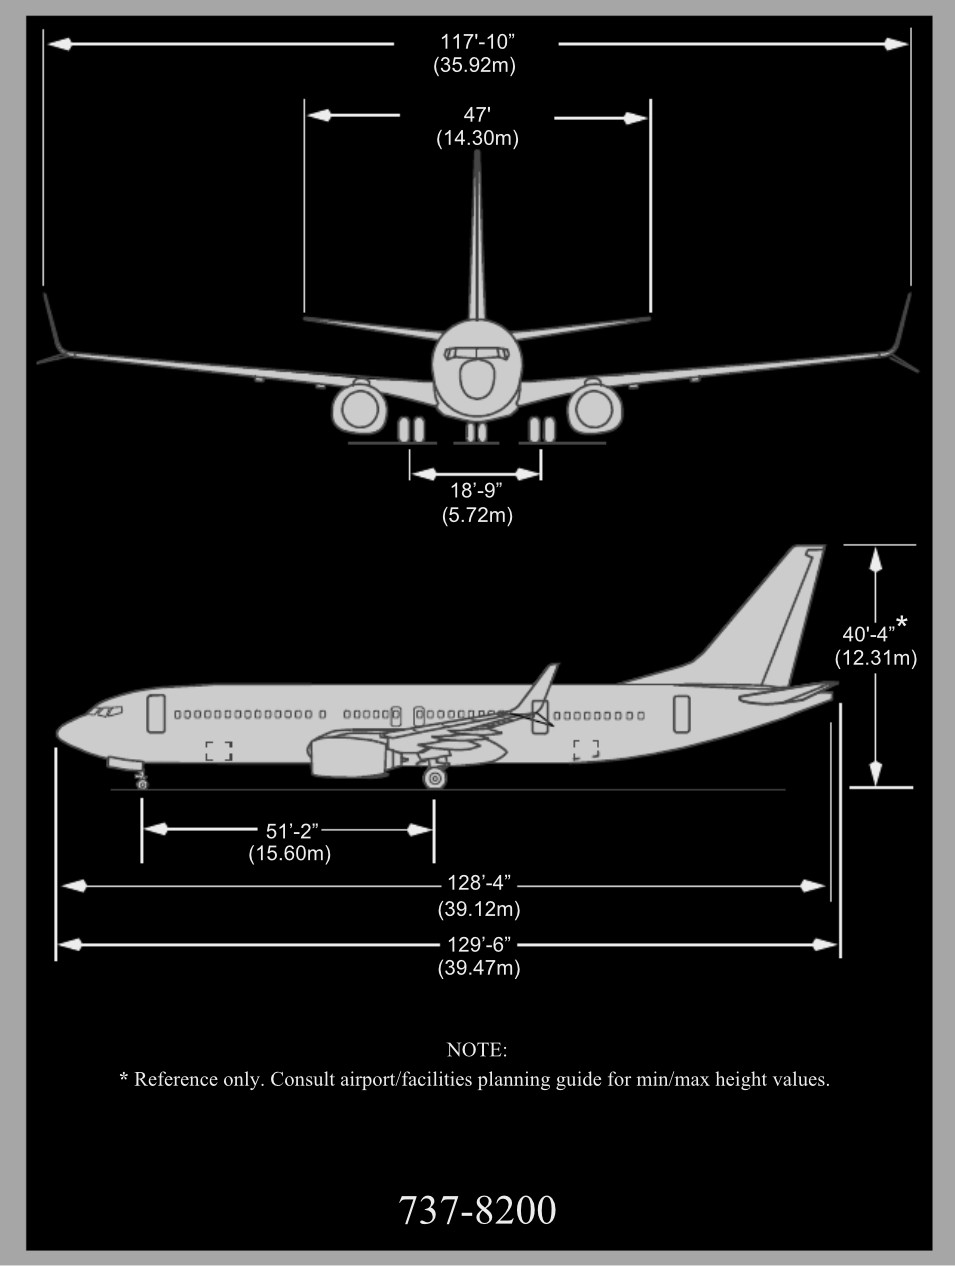 117'-10”
(35.92m)
47'
(14.30m)
18’-9”
(5.72m)
40'-4”*
(12.31m)
51’-2”
(15.60m)
128’-4”
(39.12m)
129’-6”
(39.47m)
NOTE:
* Reference only. Consult airport/facilities planning guide for min/max height values.
737-8200